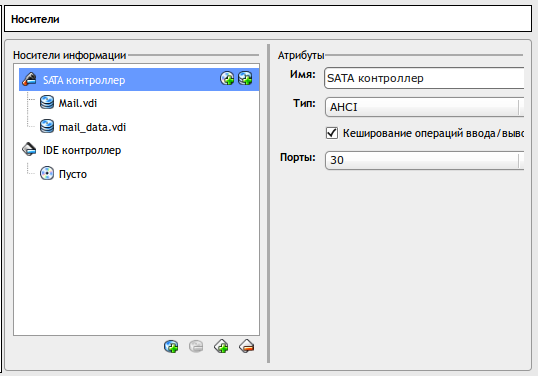 Носители
Носители информации
SATA контроллер
Mail.vdi
mail_data.vdi
IDE контроллер
Пусто
Атрибуты
Имя: SATA контроллер
Тип: AHCI
Кеширование операций ввода/выво
Порты: 30